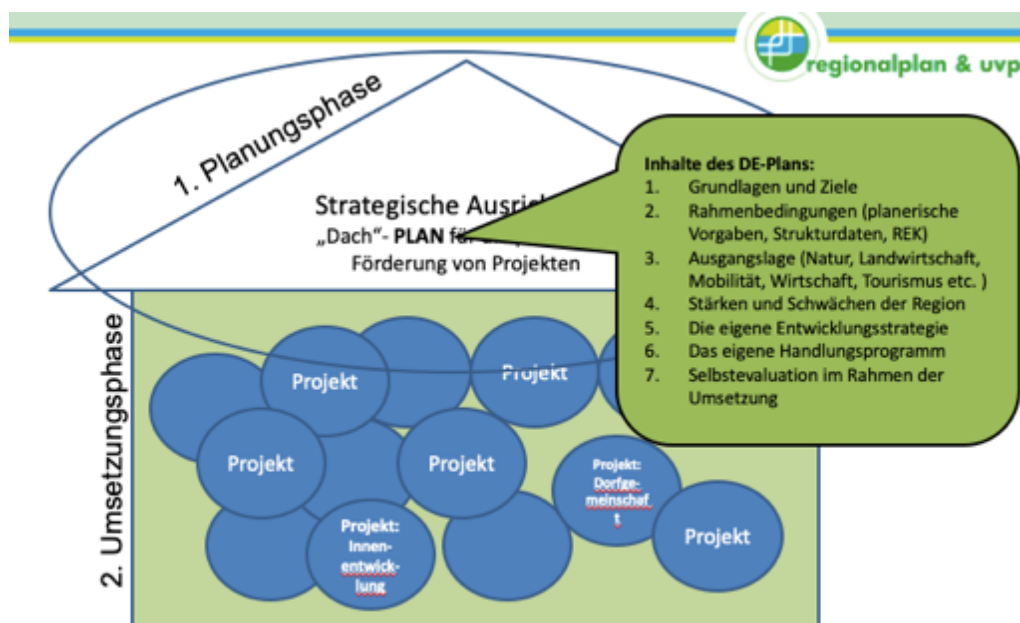 regionalplan & uvp
1. Planungsphase
Strategische
„Dach“- PLAN
Förderung von Projekten
Inhalte des DE-Plans:
1. Grundlagen und Ziele
2. Rahmenbedingungen (planerische
Vorgaben, Strukturdaten, REK)
3. Ausgangslage (Natur, Landwirtschaft,
Mobilität, Wirtschaft, Tourismus etc. )
4. Stärken und Schwächen der Region
5. Die eigene Entwicklungsstrategie
6. Das eigene Handlungsprogramm
7. Selbstevaluation im Rahmen der
Umsetzung
2. Umsetzungsphase
Projekt
Projekt
Projekt
Projekt
Projekt:
Dorfge-
meinschaf
t
Projekt:
Innen-
entwick-
lung
Projekt